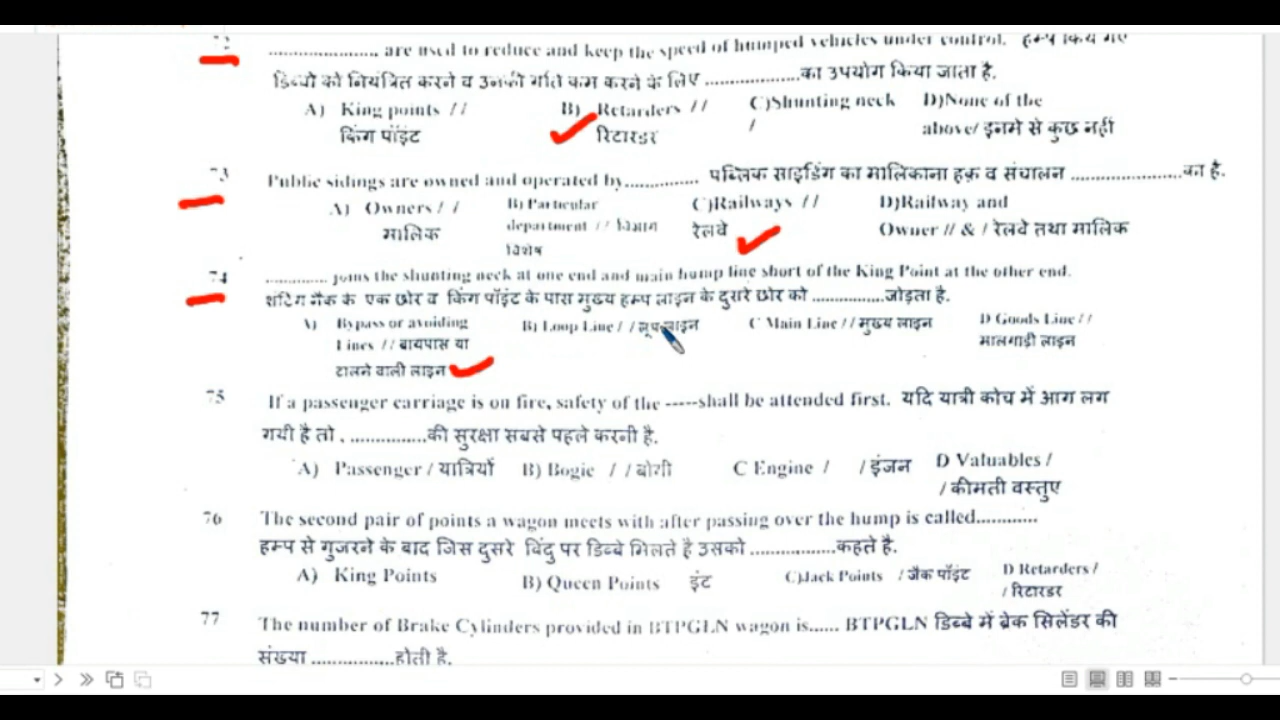 72 ..................... are used to reduce and keep the speed of humped vehicles under control. हम्प किये गए
डिब्बों को नियंत्रित करने व उनकी गति कम करने के लिए ..................का उपयोग किया जाता है.
A) King points // B) Retarders // C)Shunting neck D)None of the
किंग पॉइंट रिटारडर / above/ इनमे से कुछ नहीं
73 Public sidings are owned and operated by.............. पब्लिक साइडिंग का मालिकाना हक़ व संचालन .....................का है.
A) Owners / / B) Particular C)Railways // D)Railway and
मालिक department // विभाग रेलवे Owner // & / रेलवे तथा मालिक
विशेष
74 ............ joins the shunting neck at one end and main hump line short of the King Point at the other end.
शंटिंग नैक के एक छोर व किंग पॉइंट के पास मुख्य हम्प लाइन के दुसरे छोर को ..............जोड़ता है.
A) Bypass or avoiding B) Loop Line / / लूप लाइन C Main Line // मुख्य लाइन D Goods Line //
Lines // बायपास या मालगाड़ी लाइन
टालने वाली लाइन
75 If a passenger carriage is on fire, safety of the -----shall be attended first. यदि यात्री कोच में आग लग
गयी है तो . ...............की सुरक्षा सबसे पहले करनी है.
A) Passenger / यात्रियों B) Bogie / / बोगी C Engine / / इंजन D Valuables /
/ कीमती वस्तुए
76 The second pair of points a wagon meets with after passing over the hump is called............
हम्प से गुजरने के बाद जिस दुसरे बिंदु पर डिब्बे मिलते है उसको ................कहते है.
A) King Points B) Queen Points इंट C)Jack Points / जैक पॉइंट D Retarders /
/ रिटारडर
77 The number of Brake Cylinders provided in BTPGLN wagon is...... BTPGLN डिब्बे में ब्रेक सिलेंडर की
संख्या ................होती है.